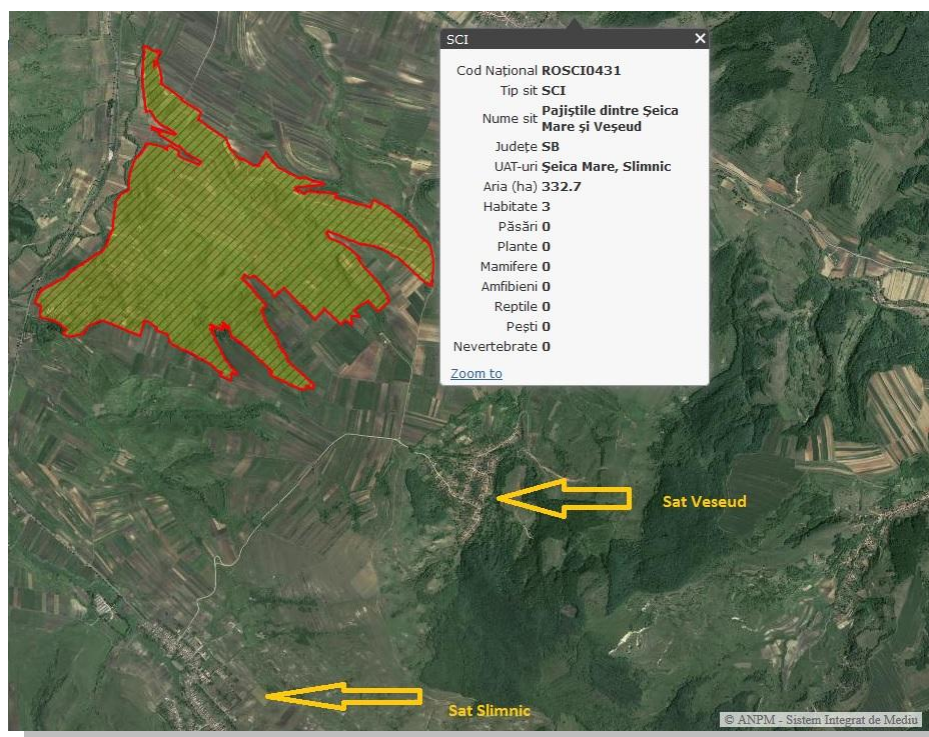 SCI ×
Cod Național ROSCI0431
Tip sit SCI
Nume sit Pajiștile dintre Șeica
Mare și Veșeud
Județe SB
UAT-uri Șeica Mare, Slimnic
Aria (ha) 332.7
Habitate 3
Păsări 0
Plante 0
Mamifere 0
Amfibieni 0
Reptile 0
Pești 0
Nevertebrate 0
Zoom to
Sat Veseud
Sat Slimnic
© ANPM - Sistem Integrat de Mediu